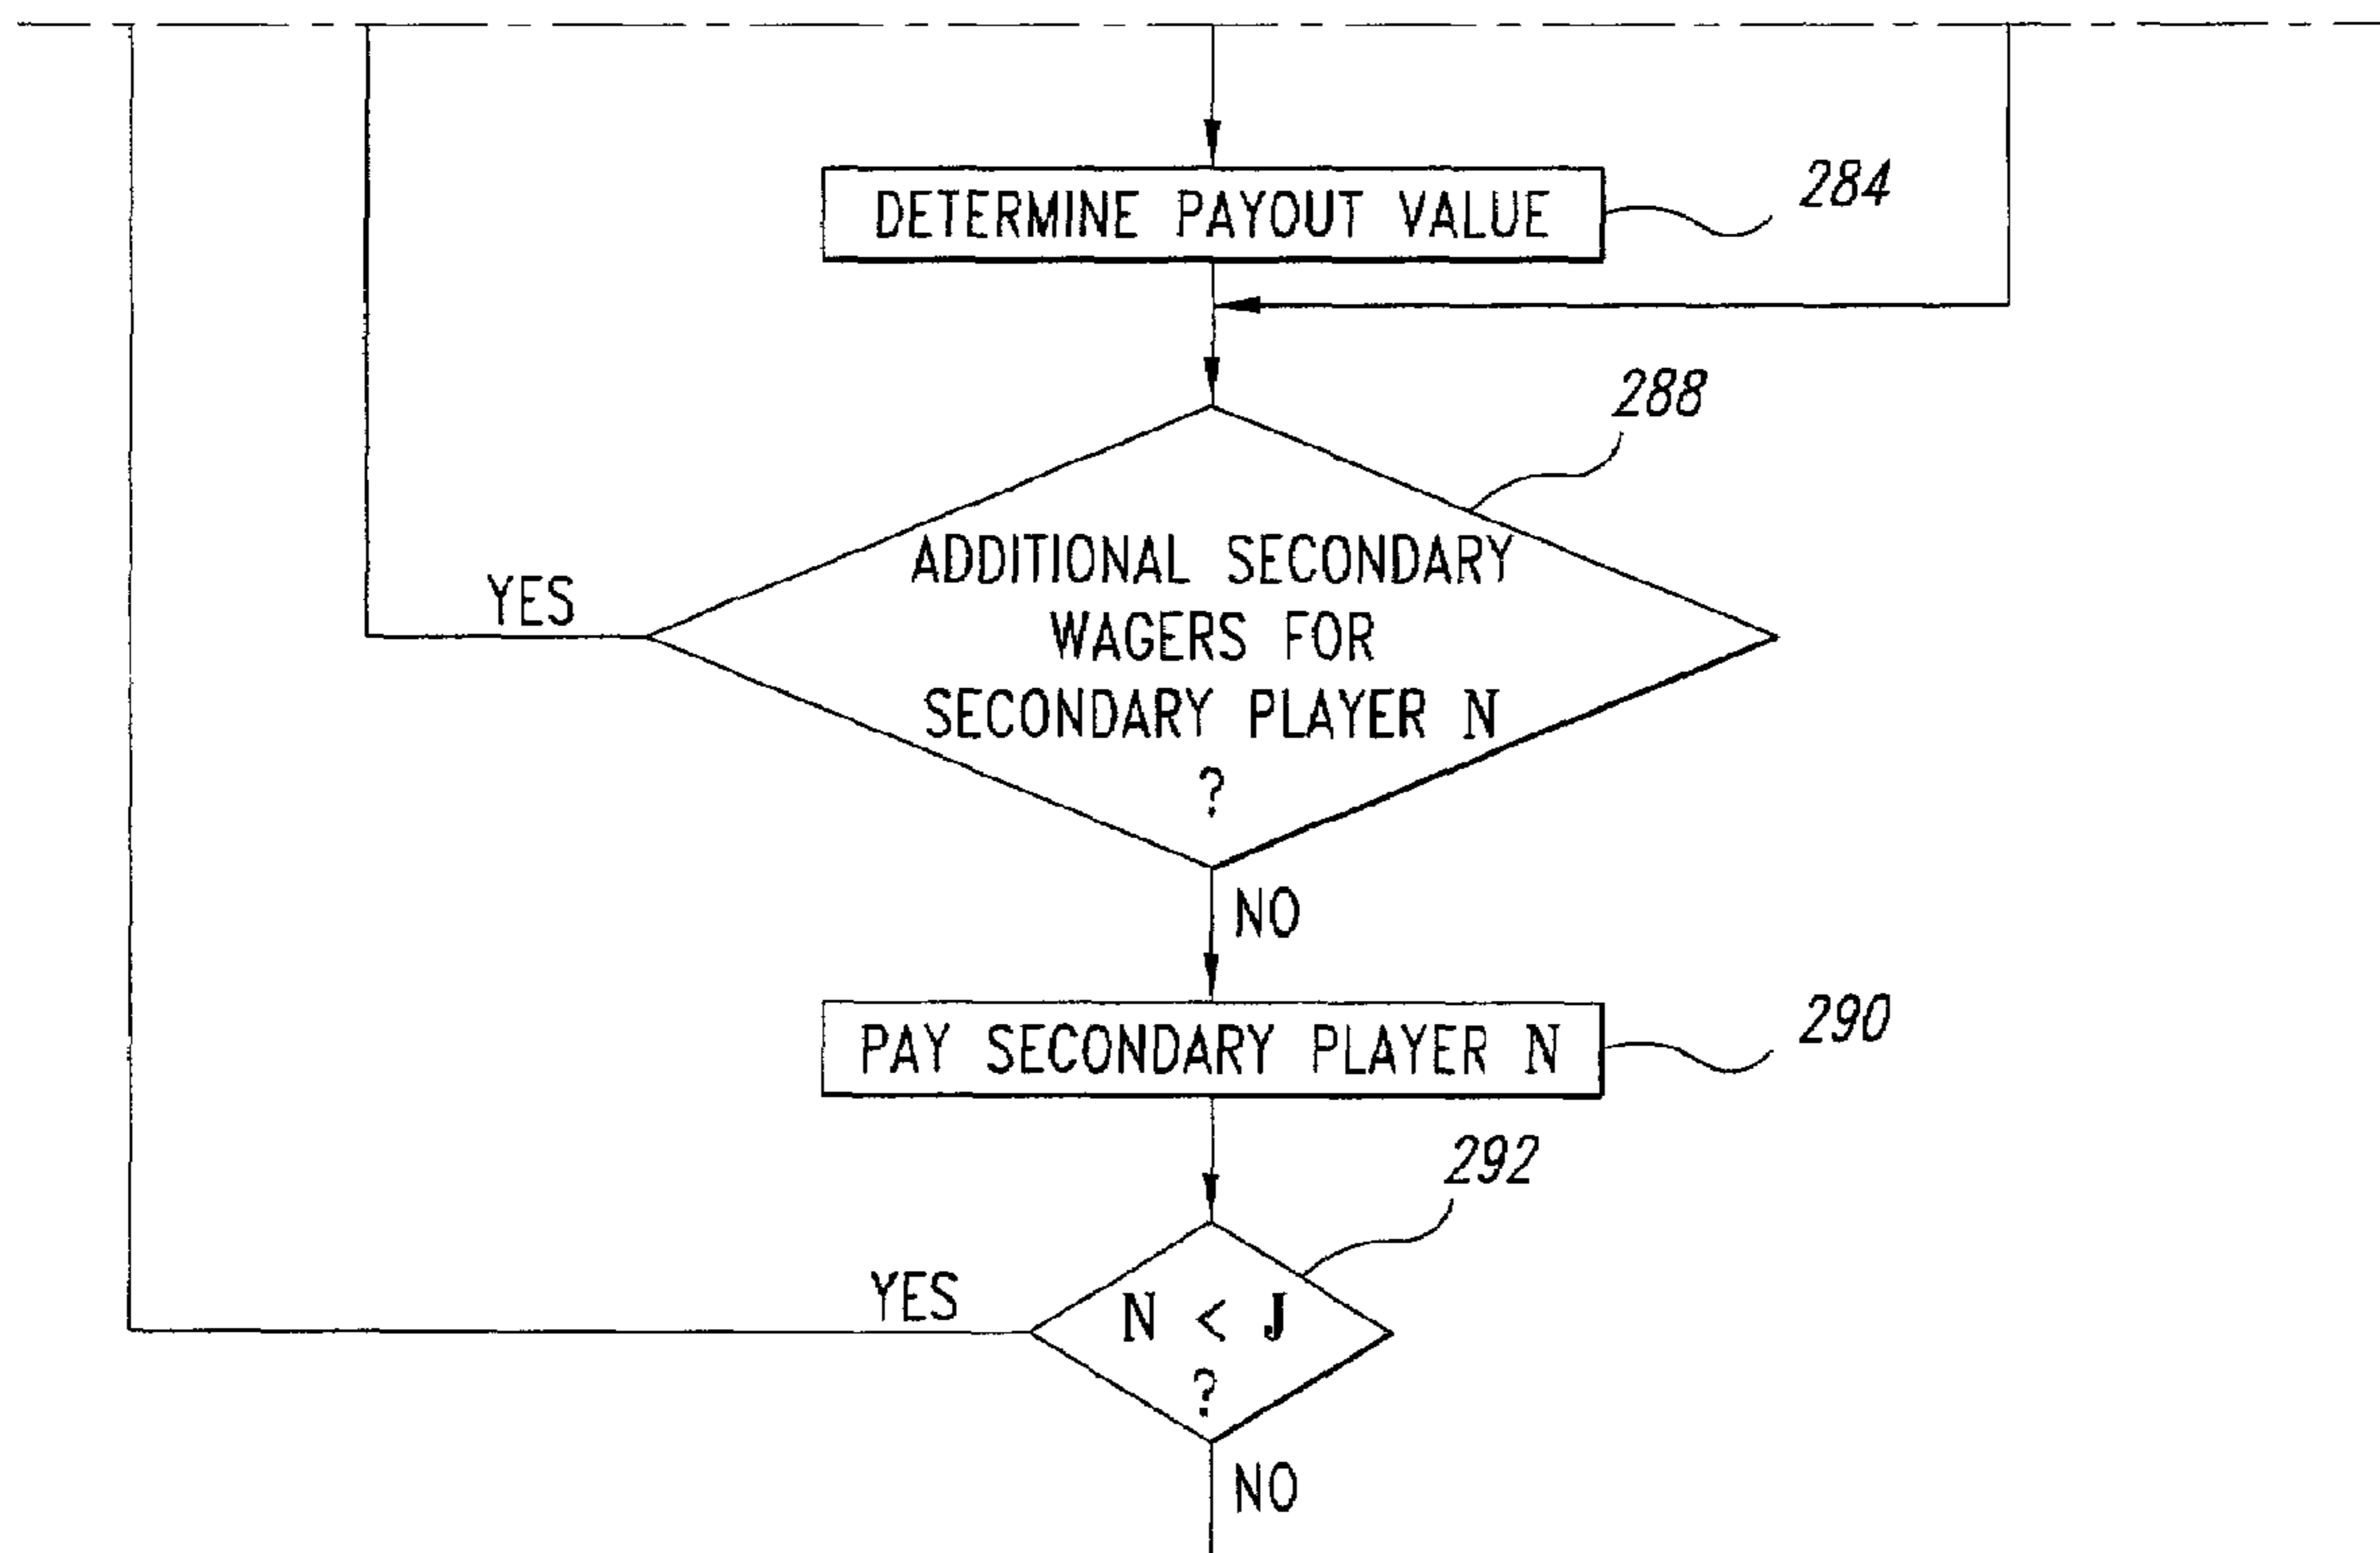 DETERMINE PAYOUT VALUE
284
288
ADDITIONAL SECONDARY
WAGERS FOR
SECONDARY PLAYER N
?
YES
NO
PAY SECONDARY PLAYER N
290
292
YES
N < J
?
NO